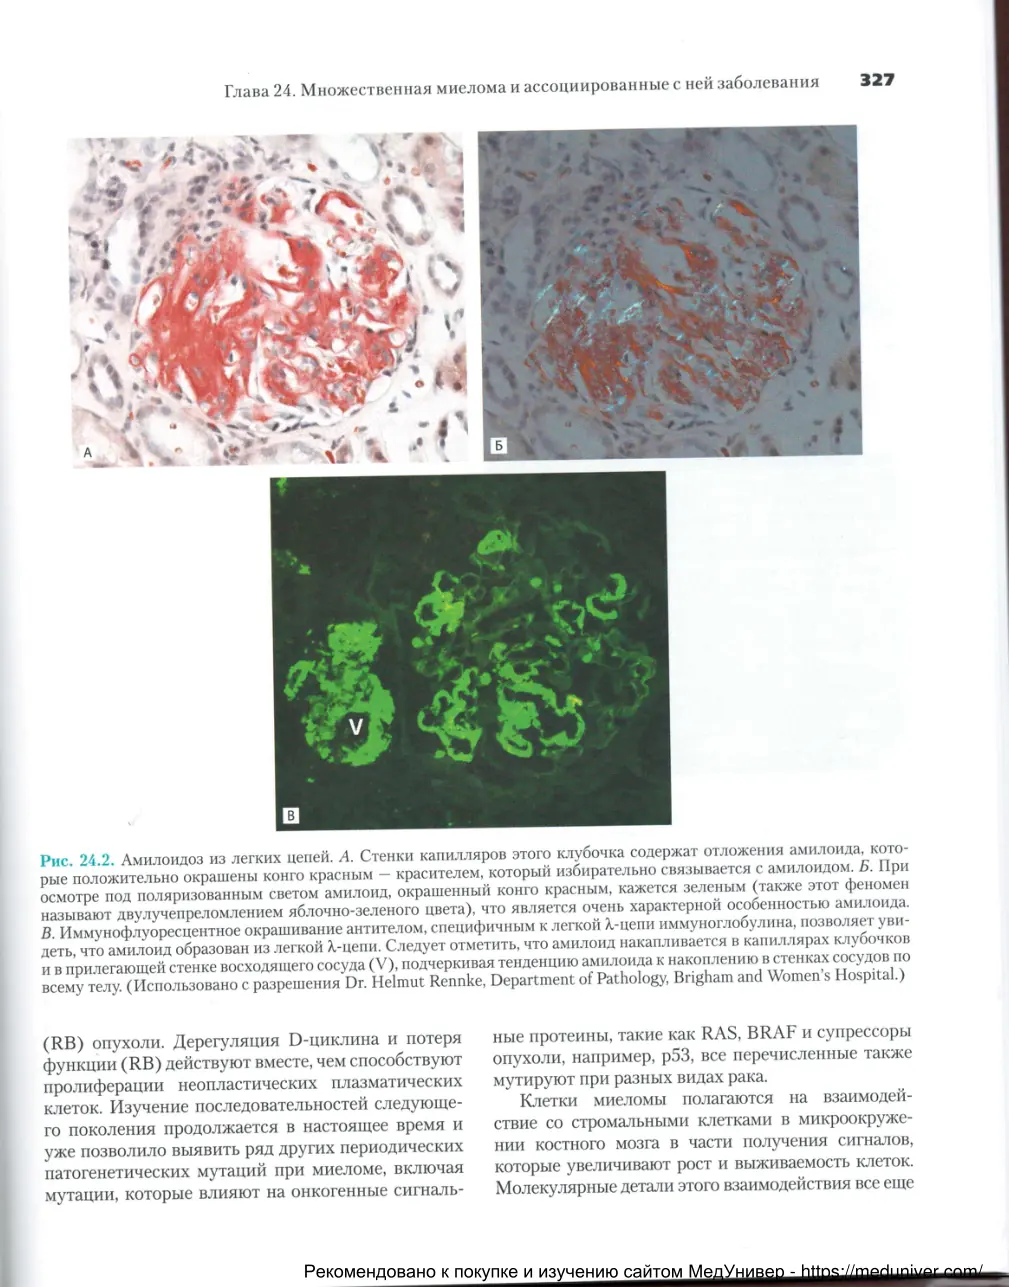 Глава 24. Множественная миелома и ассоциированные с ней заболевания 327
А
Б
V
В
Рис. 24.2. Амилоидоз из легких цепей. А. Стенки капилляров этого клубочка содержат отложения амилоида, кото-
рые положительно окрашены конго красным — красителем, который избирательно связывается с амилоидом. Б. При
осмотре под поляризованным светом амилоид, окрашенный конго красным, кажется зеленым (также этот феномен
называют двулучепреломлением яблочно-зеленого цвета), что является очень характерной особенностью амилоида.
В. Иммунофлуоресцентное окрашивание антителом, специфичным к легкой λ-цепи иммуноглобулина, позволяет уви-
деть, что амилоид образован из легкой λ-цепи. Следует отметить, что амилоид накапливается в капиллярах клубочков
и в прилегающей стенке восходящего сосуда (V), подчеркивая тенденцию амилоида к накоплению в стенках сосудов по
всему телу. (Использовано с разрешения Dr. Helmut Rennke, Department of Pathology, Brigham and Women's Hospital.)
(RB) опухоли. Дерегуляция D-циклина и потеря
функции (RB) действуют вместе, чем способствуют
пролиферации неопластических плазматических
клеток. Изучение последовательностей следующе-
го поколения продолжается в настоящее время и
уже позволило выявить ряд других периодических
патогенетических мутаций при миеломе, включая
мутации, которые влияют на онкогенные сигналь-
ные протеины, такие как RAS, BRAF и супрессоры
опухоли, например, p53, все перечисленные также
мутируют при разных видах рака.
Клетки миеломы полагаются на взаимодей-
ствие со стромальными клетками в микроокруже-
нии костного мозга в части получения сигналов,
которые увеличивают рост и выживаемость клеток.
Молекулярные детали этого взаимодействия все еще
Рекомендовано к покупке и изучению сайтом МедУнивер - https://meduniver.com/